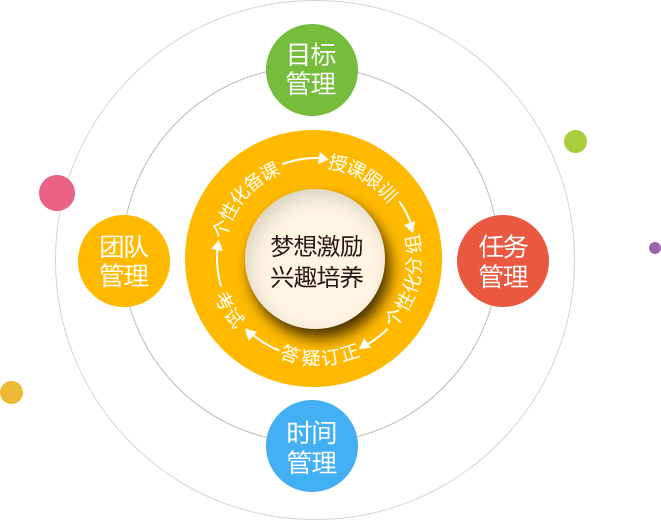 目标
管理
个性化备课
授课限训
团队
管理
梦想激励
兴趣培养
个性化分组
任务
管理
考试
答疑订正
时间
管理